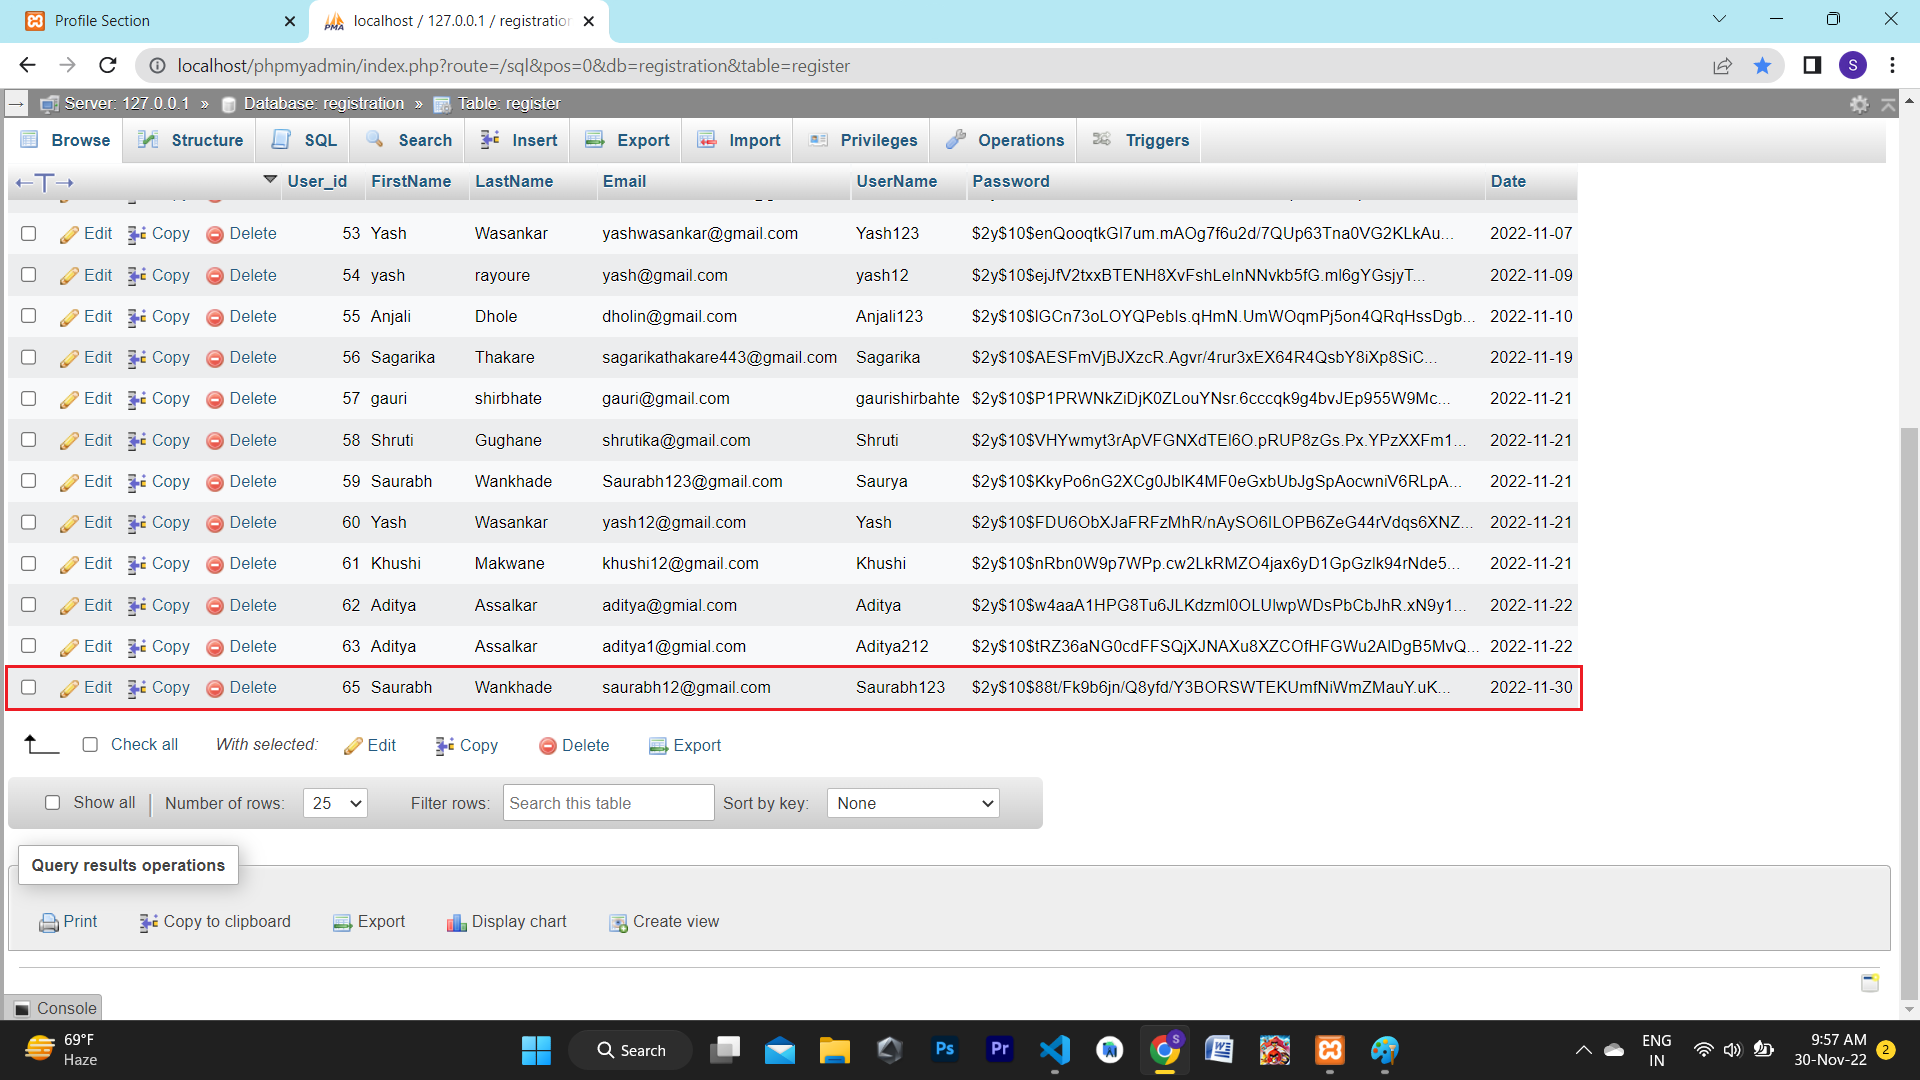 Profile Section
localhost / 127.0.0.1 / registration
localhost/phpmyadmin/index.php?route=/sql&pos=0&db=registration&table=register
S
Server: 127.0.0.1 » Database: registration » Table: register
Browse Structure SQL Search Insert Export Import Privileges Operations Triggers
User_id FirstName LastName Email UserName Password Date
Edit Copy Delete 53 Yash Wasankar yashwasankar@gmail.com Yash123 $2y$10$enQooqtkGI7um.mAOg7f6u2d/7QUp63Tna0VG2KLkAu... 2022-11-07
Edit Copy Delete 54 yash rayoure yash@gmail.com yash12 $2y$10$ejJfV2txxBTENH8XvFshLeInNNvkb5fG.ml6gYGsjyT... 2022-11-09
Edit Copy Delete 55 Anjali Dhole dholin@gmail.com Anjali123 $2y$10$lGCn73oLOYQPebls.qHmN.UmWOqmPj5on4QRqHssDgb... 2022-11-10
Edit Copy Delete 56 Sagarika Thakare sagarikathakare443@gmail.com Sagarika $2y$10$AESFmVjBJXzcR.Agvr/4rur3xEX64R4QsbY8iXp8SiC... 2022-11-19
Edit Copy Delete 57 gauri shirbhate gauri@gmail.com gaurishirbahte $2y$10$P1PRWNkZiDjK0ZLouYNsr.6cccqk9g4bvJEp955W9Mc... 2022-11-21
Edit Copy Delete 58 Shruti Gughane shrutika@gmail.com Shruti $2y$10$VHYwmyt3rApVFGNXdTEl6O.pRUP8zGs.Px.YPzXXFm1... 2022-11-21
Edit Copy Delete 59 Saurabh Wankhade Saurabh123@gmail.com Saurya $2y$10$KkyPo6nG2XCg0JblK4MF0eGxbUbJgSpAocwniV6RLpA... 2022-11-21
Edit Copy Delete 60 Yash Wasankar yash12@gmail.com Yash $2y$10$FDU6ObXJaFRFzMhR/nAySO6ILOPB6ZeG44rVdqs6XNZ... 2022-11-21
Edit Copy Delete 61 Khushi Makwane khushi12@gmail.com Khushi $2y$10$nRbn0W9p7WPp.cw2LkRMZO4jax6yD1GpGzlk94rNde5... 2022-11-21
Edit Copy Delete 62 Aditya Assalkar aditya@gmial.com Aditya $2y$10$w4aaA1HPG8Tu6JLKdzml0OLUlwpWDsPbCbJhR.xN9y1... 2022-11-22
Edit Copy Delete 63 Aditya Assalkar aditya1@gmial.com Aditya212 $2y$10$tRZ36aNG0cdFFSQjXJNAXu8XZCOfHFGWu2AlDgB5MvQ... 2022-11-22
Edit Copy Delete 65 Saurabh Wankhade saurabh12@gmail.com Saurabh123 $2y$10$88t/Fk9b6jn/Q8yfd/Y3BORSWTEKUmfNiWmZMauY.uK... 2022-11-30
Check all With selected: Edit Copy Delete Export
Show all Number of rows: 25 Filter rows: Search this table Sort by key: None
Query results operations
Print Copy to clipboard Export Display chart Create view
Console
69°F
Haze
Search
Ps
Pr
S
ENG
IN
9:57 AM
30-Nov-22
2